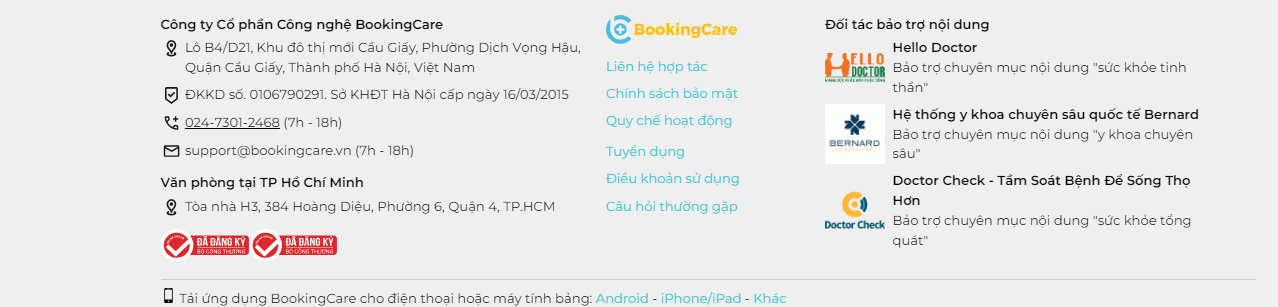 Công ty Cổ phần Công nghệ BookingCare
Lô B4/D21, Khu đô thị mới Cầu Giấy, Phường Dịch Vọng Hậu,
Quận Cầu Giấy, Thành phố Hà Nội, Việt Nam
ĐKKD số. 0106790291. Sở KHĐT Hà Nội cấp ngày 16/03/2015
024-7301-2468 (7h - 18h)
support@bookingcare.vn (7h - 18h)
Văn phòng tại TP Hồ Chí Minh
Tòa nhà H3, 384 Hoàng Diệu, Phường 6, Quận 4, TP.HCM
ĐÃ ĐĂNG KÝ
BỘ CÔNG THƯƠNG
ĐÃ ĐĂNG KÝ
BỘ CÔNG THƯƠNG
BookingCare
Liên hệ hợp tác
Chính sách bảo mật
Quy chế hoạt động
Tuyển dụng
Điều khoản sử dụng
Câu hỏi thường gặp
Đối tác bảo trợ nội dung
HELLO
DOCTOR
Hello Doctor
Bảo trợ chuyên mục nội dung "sức khỏe tinh
thần"
BERNARD
HEALTHCARE
Hệ thống y khoa chuyên sâu quốc tế Bernard
Bảo trợ chuyên mục nội dung "y khoa chuyên
sâu"
Doctor Check
Doctor Check - Tầm Soát Bệnh Để Sống Thọ
Hơn
Bảo trợ chuyên mục nội dung "sức khỏe tổng
quát"
Tải ứng dụng BookingCare cho điện thoại hoặc máy tính bảng: Android - iPhone/iPad - Khác